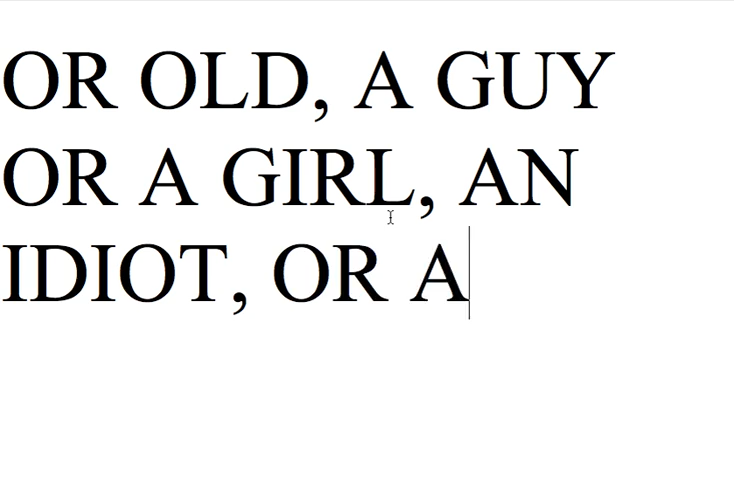 OR OLD, A GUY
OR A GIRL, AN
IDIOT, OR A